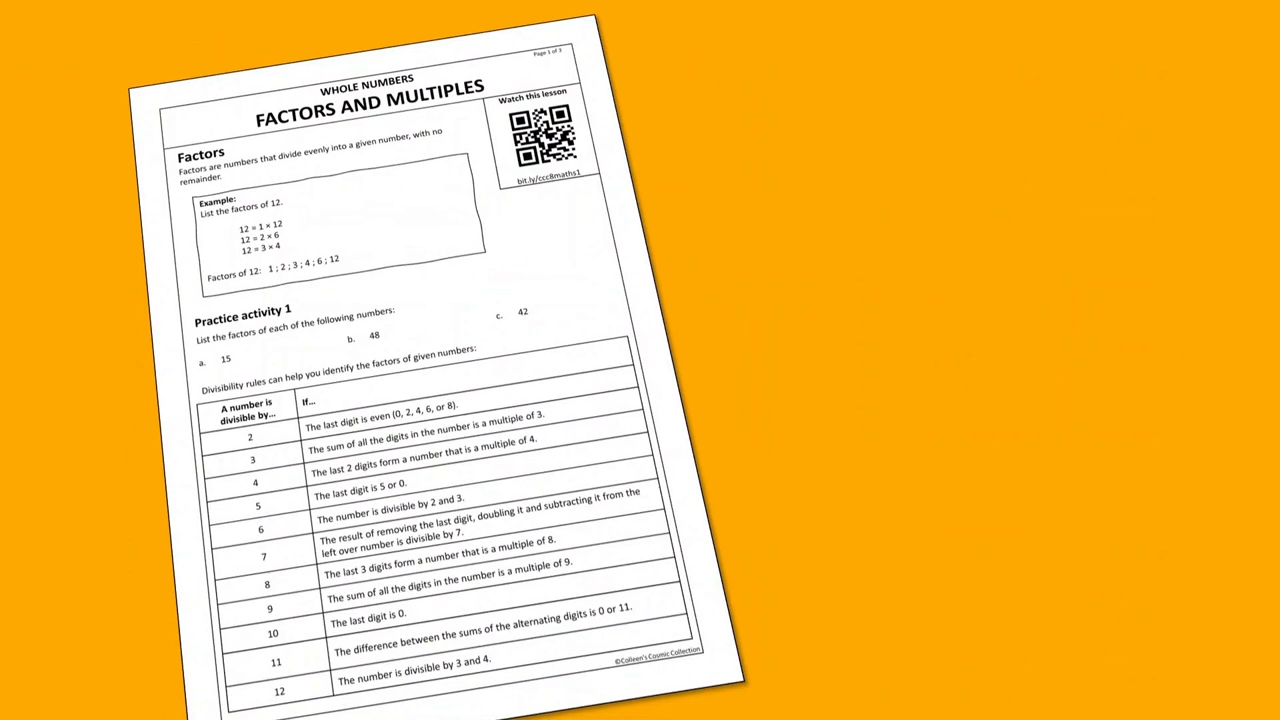 Page 1 of 3
WHOLE NUMBERS
FACTORS AND MULTIPLES
Watch this lesson
bit.ly/ccc8maths1
Factors
Factors are numbers that divide evenly into a given number, with no
remainder.
Example:
List the factors of 12.
12 = 1 × 12
12 = 2 × 6
12 = 3 × 4
Factors of 12: 1 ; 2 ; 3 ; 4 ; 6 ; 12
Practice activity 1
List the factors of each of the following numbers:
a. 15 b. 48 c. 42
Divisibility rules can help you identify the factors of given numbers:
A number is
divisible by... If...
2 The last digit is even (0, 2, 4, 6, or 8).
3 The sum of all the digits in the number is a multiple of 3.
4 The last 2 digits form a number that is a multiple of 4.
5 The last digit is 5 or 0.
6 The number is divisible by 2 and 3.
7 The result of removing the last digit, doubling it and subtracting it from the
left over number is divisible by 7.
8 The last 3 digits form a number that is a multiple of 8.
9 The sum of all the digits in the number is a multiple of 9.
10 The last digit is 0.
11 The difference between the sums of the alternating digits is 0 or 11.
12 The number is divisible by 3 and 4.
©Colleen's Cosmic Collection